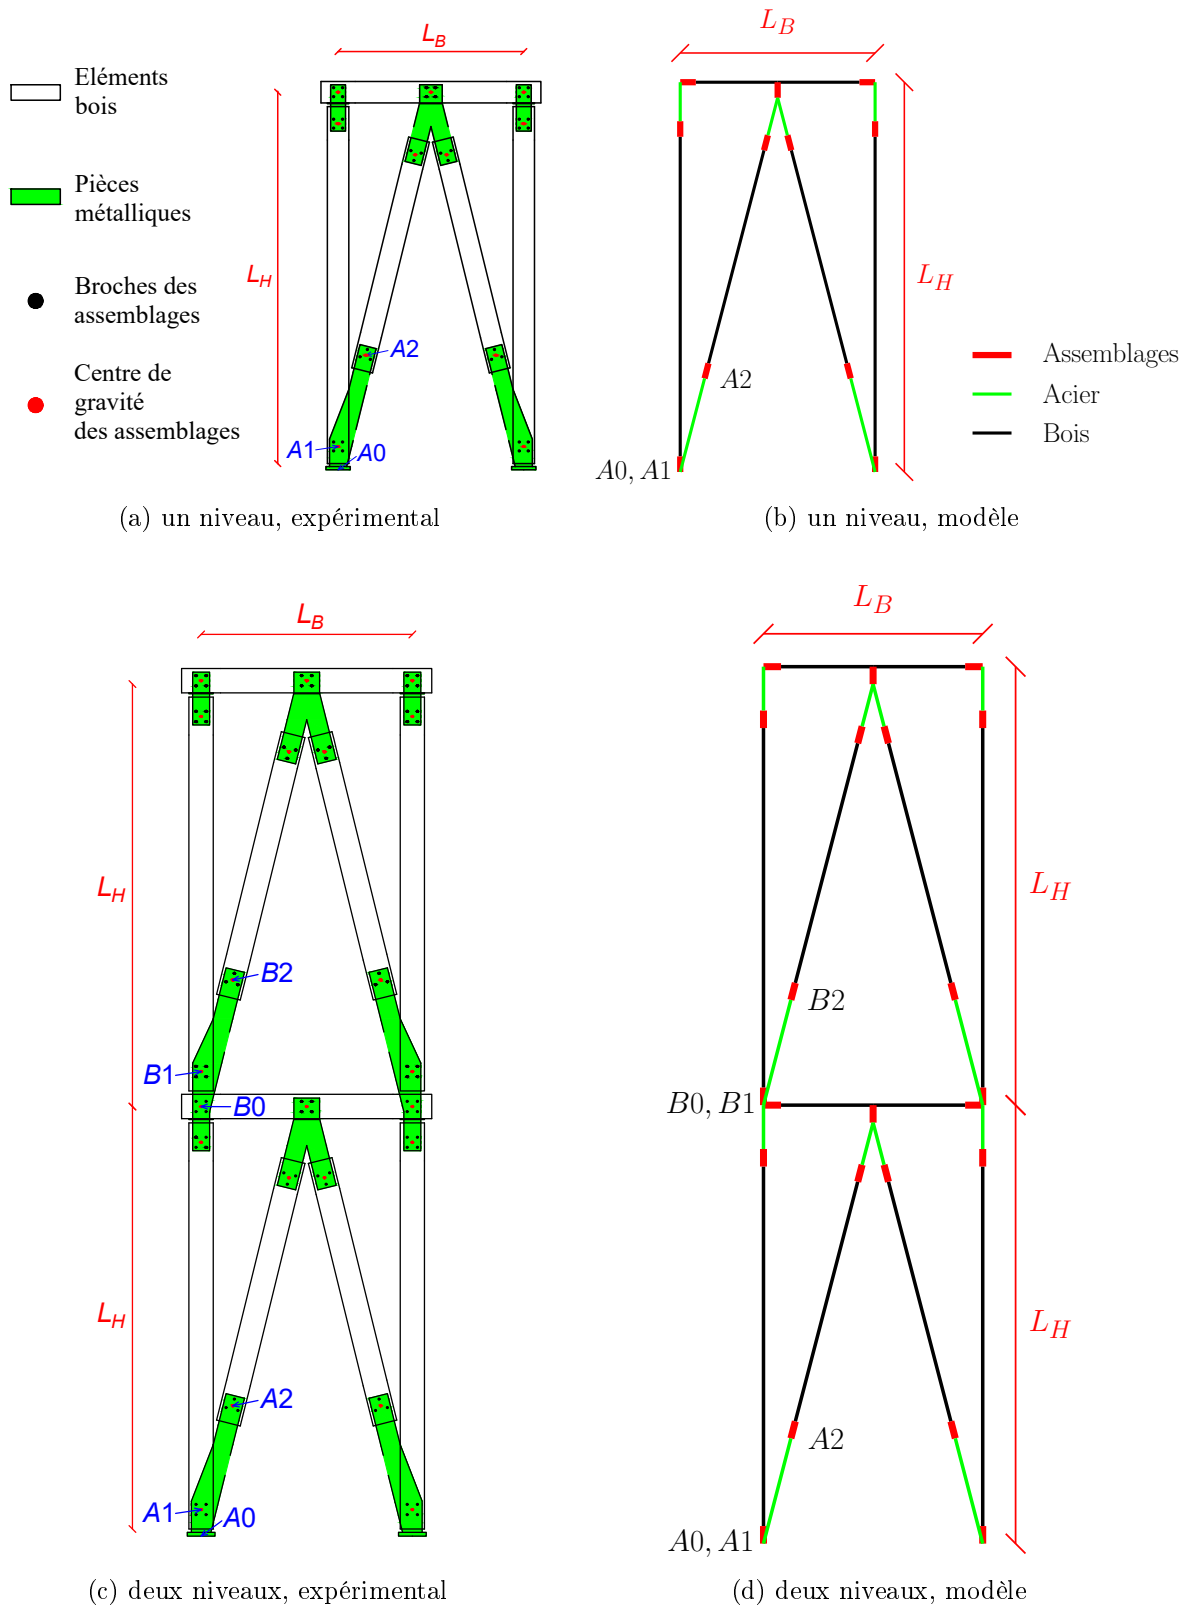 Eléments
bois
Pièces
métalliques
Broches des
assemblages
Centre de
gravité
des assemblages
L_B
L_H
A2
A1
A0
(a) un niveau, expérimental
L_B
L_H
A2
A0, A1
Assemblages
Acier
Bois
(b) un niveau, modèle
L_B
L_H
B2
B1
B0
L_H
A2
A1
A0
(c) deux niveaux, expérimental
L_B
L_H
B2
B0, B1
L_H
A2
A0, A1
(d) deux niveaux, modèle